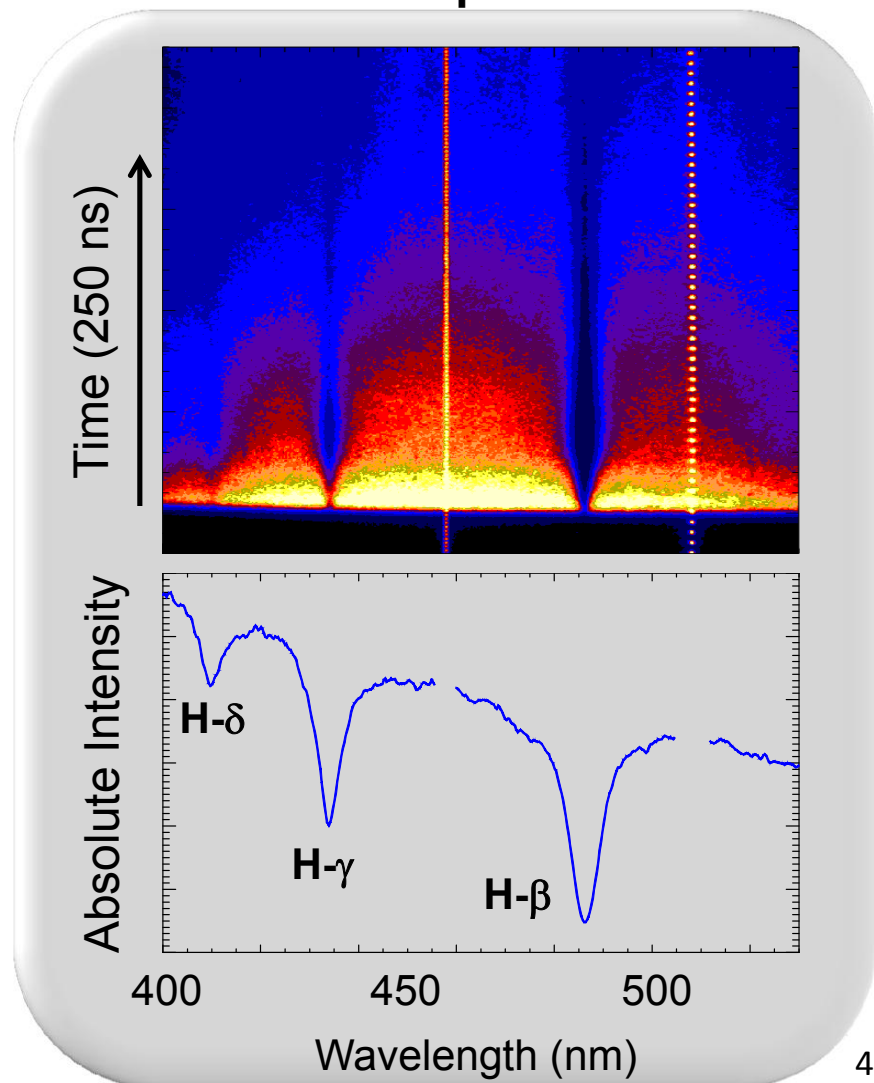 Time (250 ns)
Absolute Intensity
H-δ
H-γ
H-β
400 450 500
Wavelength (nm)
4